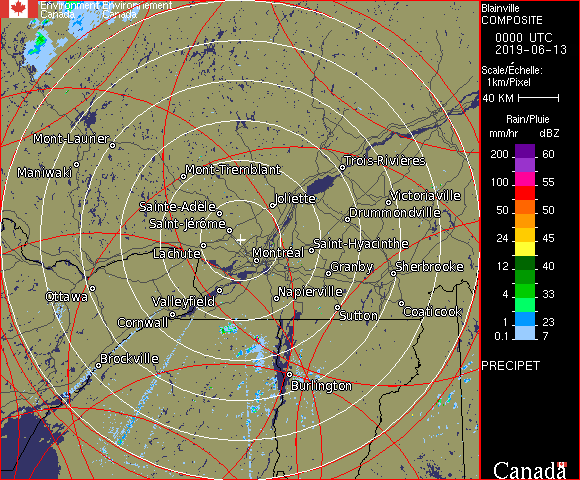 Environment Environnement
Canada Canada
Mont-Laurier
Maniwaki
Mont-Tremblant
Trois-Rivières
Joliette
Victoriaville
Sainte-Adèle
Drummondville
Saint-Jérôme
Saint-Hyacinthe
Lachute
Montréal
Granby
Sherbrooke
Ottawa
Valleyfield
Napierville
Sutton
Coaticook
Cornwall
Brockville
Burlington
Blainville
COMPOSITE
0000 UTC
2019-06-13
Scale/Échelle:
1km/Pixel
40 KM
Rain/Pluie
mm/hr dBZ
200 60
100 55
50 50
24 45
12 40
4 33
1 23
0.1 7
PRECIPET
Canada